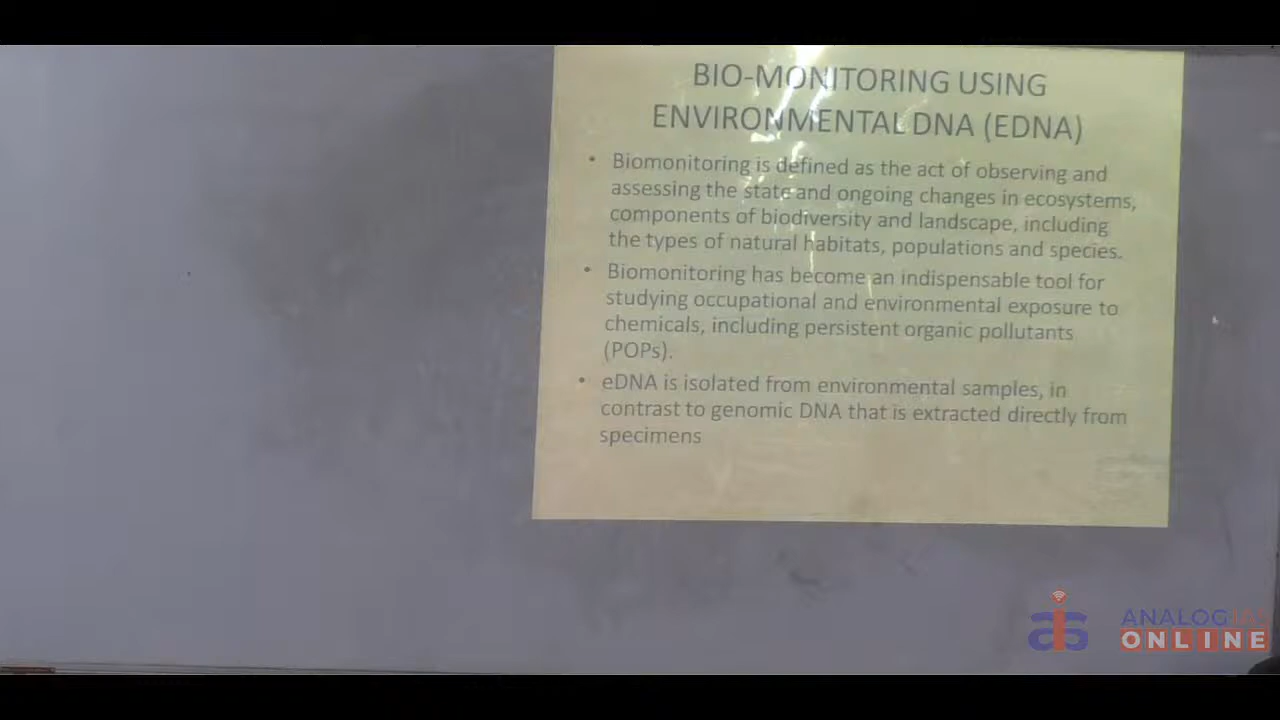 BIO-MONITORING USING
ENVIRONMENTAL DNA (EDNA)
• Biomonitoring is defined as the act of observing and
assessing the state and ongoing changes in ecosystems,
components of biodiversity and landscape, including
the types of natural habitats, populations and species.
• Biomonitoring has become an indispensable tool for
studying occupational and environmental exposure to
chemicals, including persistent organic pollutants
(POPs).
• eDNA is isolated from environmental samples, in
contrast to genomic DNA that is extracted directly from
specimens
ANALOG IAS
ONLINE